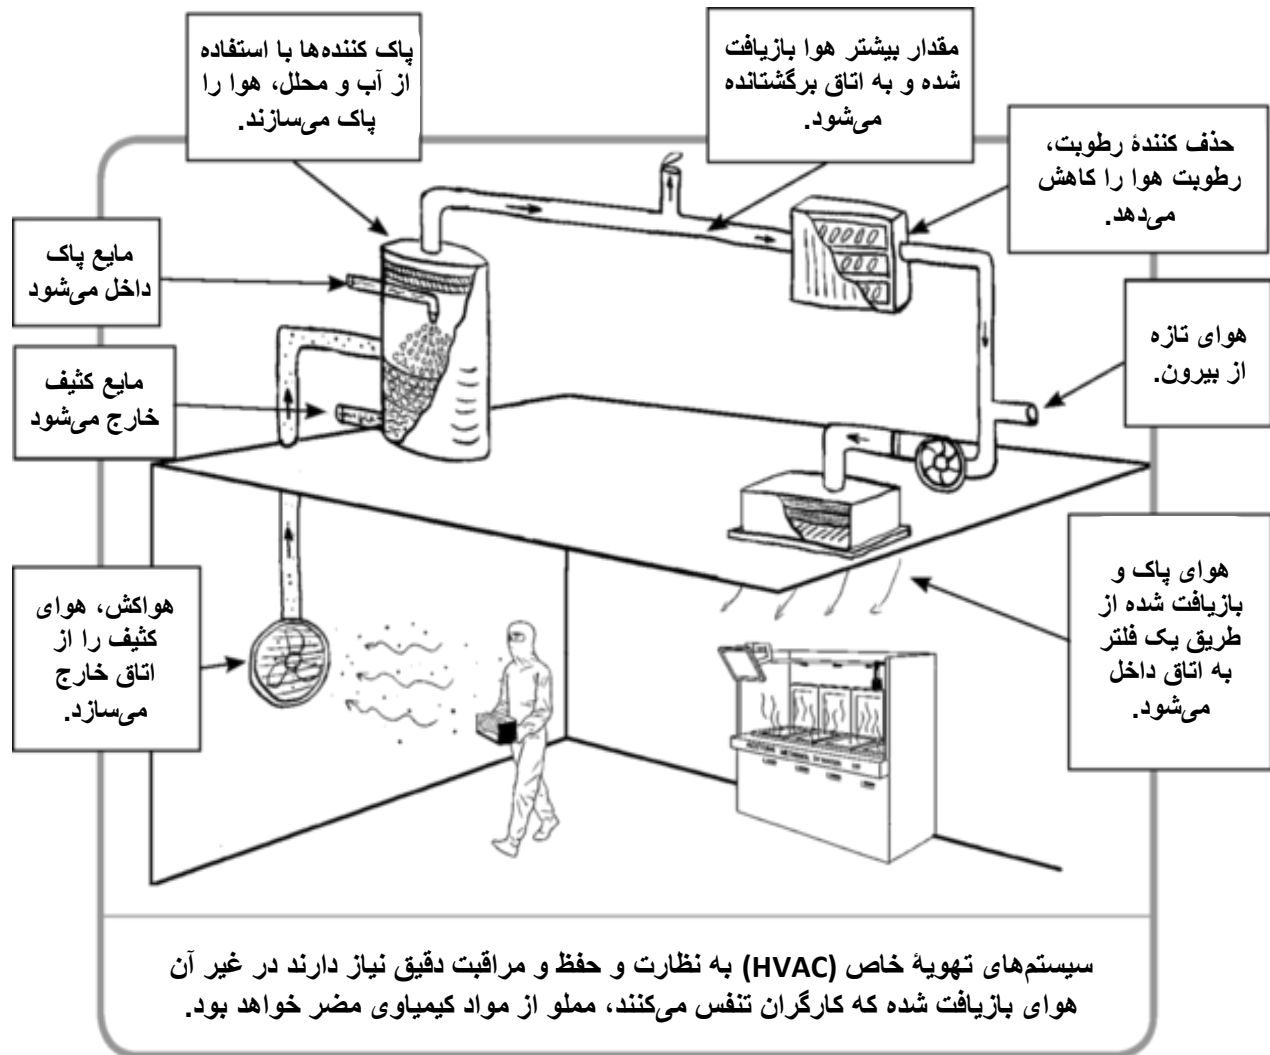 پاک کننده‌ها با استفاده
از آب و محلل، هوا را
پاک می‌سازند.
مقدار بیشتر هوا بازیافت
شده و به اتاق برگشتانده
می‌شود.
حذف کنندهٔ رطوبت،
رطوبت هوا را کاهش
می‌دهد.
مایع پاک
داخل می‌شود
هوای تازه
از بیرون.
مایع کثیف
خارج می‌شود
هوای پاک و
بازیافت شده از
طریق یک فلتر
به اتاق داخل
می‌شود.
هواکش، هوای
کثیف را از
اتاق خارج
می‌سازد.
سیستم‌های تهویهٔ خاص (HVAC) به نظارت و حفظ و مراقبت دقیق نیاز دارند در غیر آن
هوای بازیافت شده که کارگران تنفس می‌کنند، مملو از مواد کیمیاوی مضر خواهد بود.